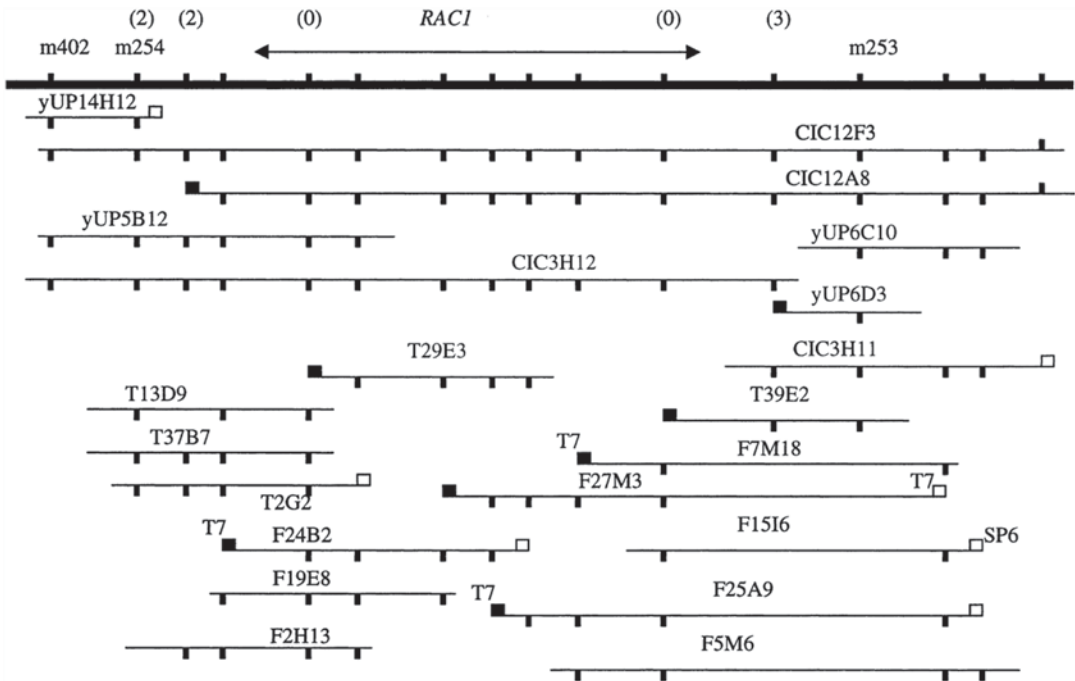 (2) (2) (0) RAC1 (0) (3)
m402 m254 m253
yUP14H12
CIC12F3
CIC12A8
yUP5B12
yUP6C10
CIC3H12
yUP6D3
T29E3
CIC3H11
T13D9
T39E2
T37B7
T7
F7M18
T2G2
F27M3
T7
T7
F24B2
F15I6
SP6
F19E8
T7
F25A9
F2H13
F5M6